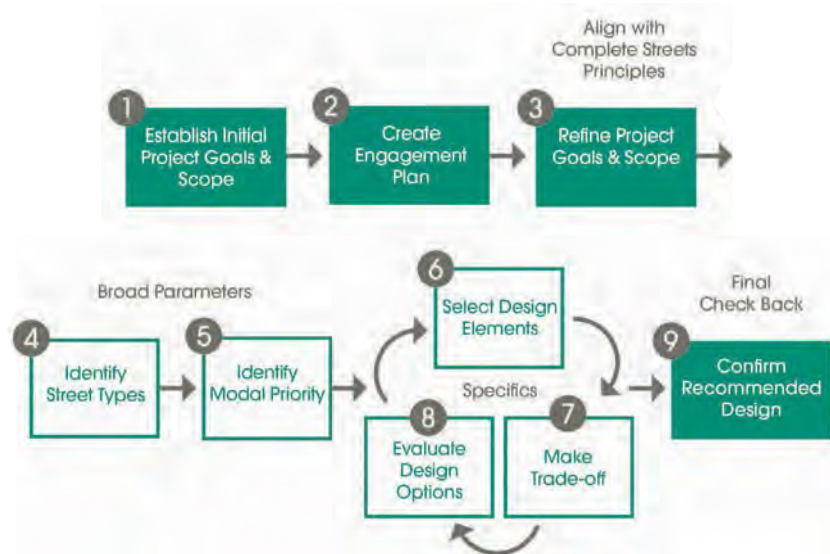 Align with
Complete Streets
Principles
1
Establish Initial
Project Goals &
Scope
2
Create
Engagement
Plan
3
Refine Project
Goals & Scope
Broad Parameters
4
Identify
Street Types
5
Identify
Modal Priority
6
Select Design
Elements
Specifics
7
Make
Trade-off
8
Evaluate
Design
Options
Final
Check Back
9
Confirm
Recommended
Design